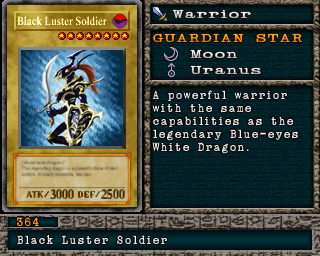 Black Luster Soldier
ATK/3000 DEF/2500
Warrior
GUARDIAN STAR
Moon
Uranus
A powerful warrior
with the same
capabilities as the
legendary Blue-eyes
White Dragon.
364
Black Luster Soldier